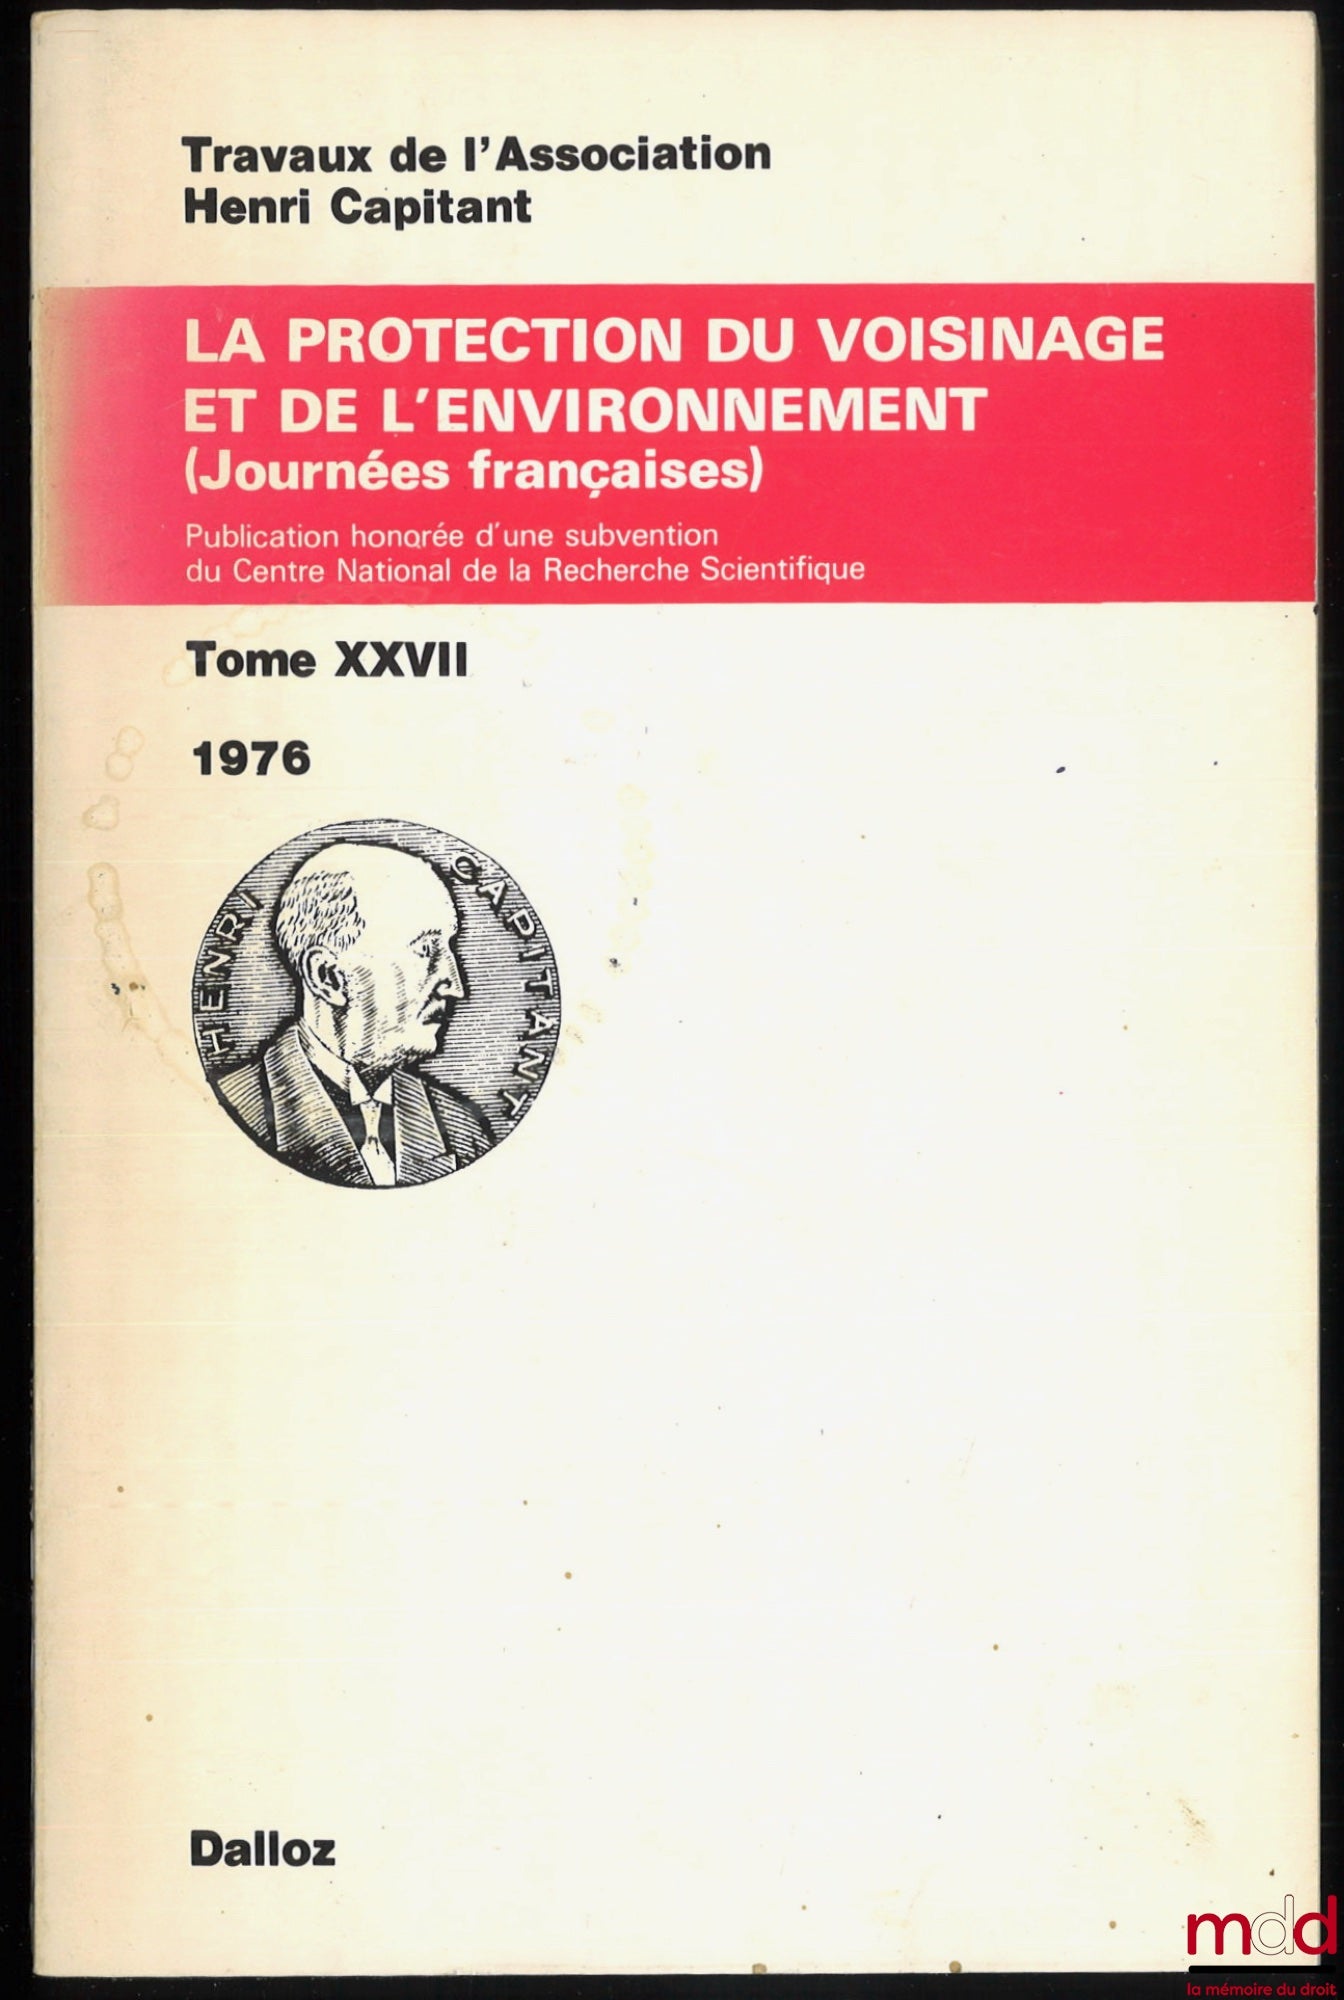 Travaux de l'Association
Henri Capitant
LA PROTECTION DU VOISINAGE
ET DE L'ENVIRONNEMENT
(Journées françaises)
Publication honorée d'une subvention
du Centre National de la Recherche Scientifique
Tome XXVII
1976
HENRI CAPITANT
Dalloz
mdd
la mémoire du droit